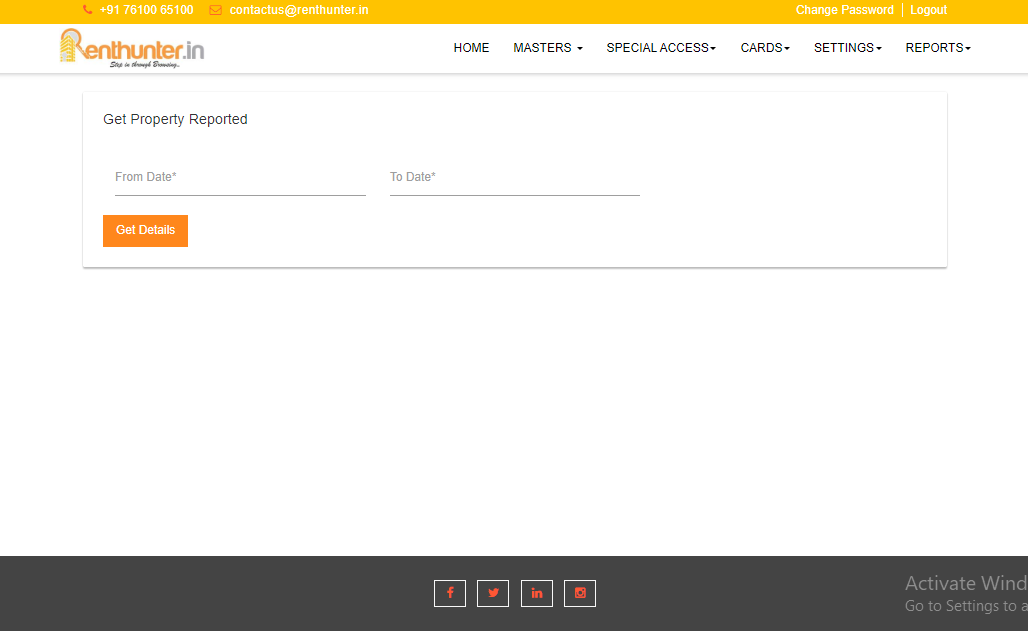 +91 76100 65100 contactus@renthunter.in Change Password Logout
Renthunter.in
Step in through Browsing..
HOME MASTERS SPECIAL ACCESS CARDS SETTINGS REPORTS
Get Property Reported
From Date* To Date*
Get Details
Activate Wind
Go to Settings to a